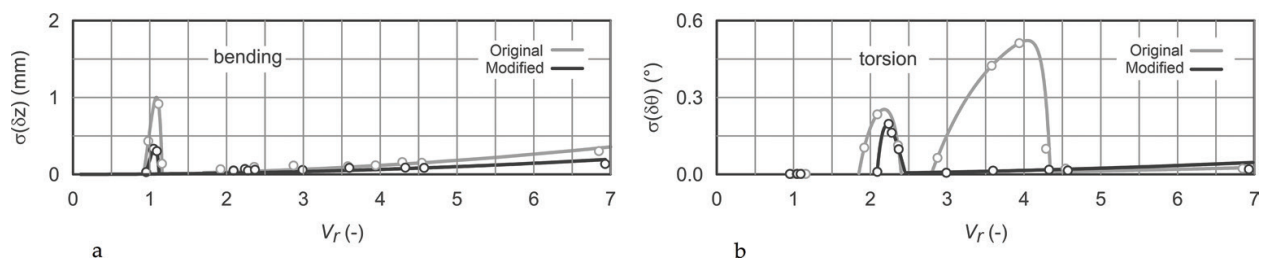 σ(δz) (mm)
2
1
0
bending
Original
Modified
0 1 2 3 4 5 6 7
Vr (-)
a
σ(δθ) (°)
0.6
0.3
0.0
torsion
Original
Modified
0 1 2 3 4 5 6 7
Vr (-)
b